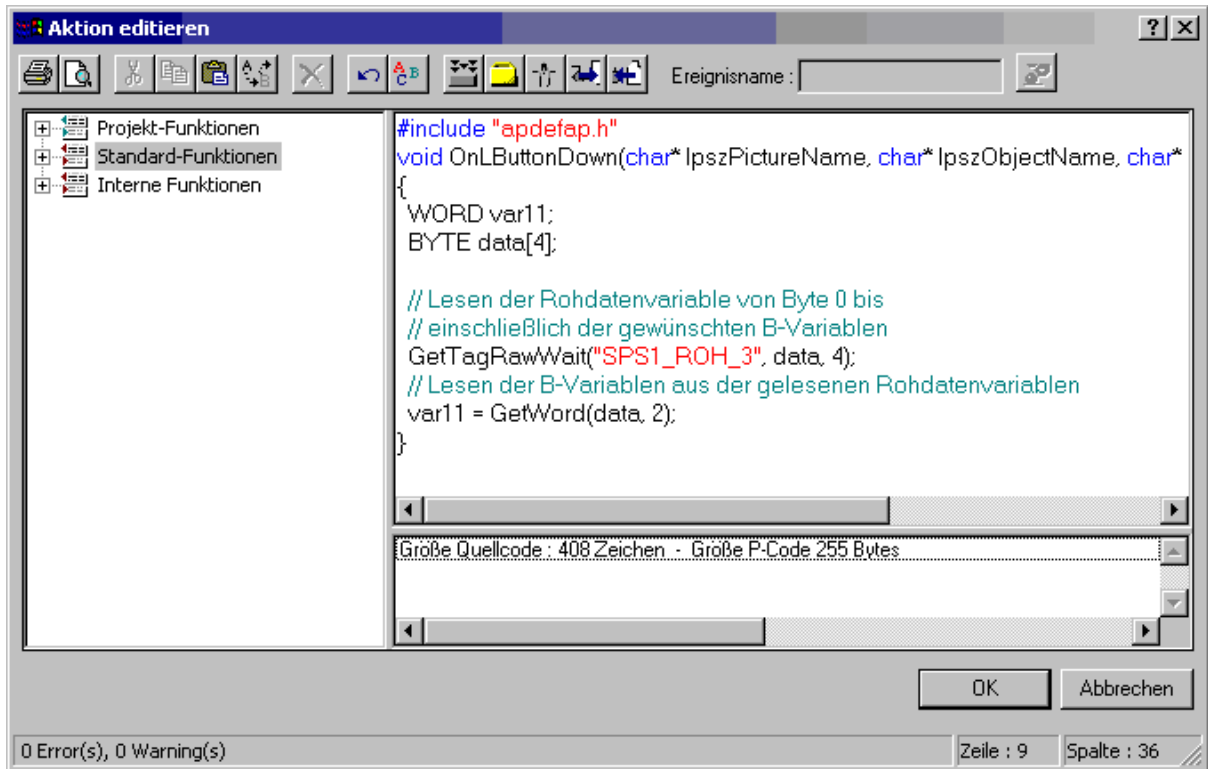 Aktion editieren
Ereignisname :
Projekt-Funktionen
Standard-Funktionen
Interne Funktionen
#include "apdefap.h"
void OnLButtonDown(char* lpszPictureName, char* lpszObjectName, char*
{
WORD var11;
BYTE data[4];
// Lesen der Rohdatenvariable von Byte 0 bis
// einschließlich der gewünschten B-Variablen
GetTagRawWait("SPS1_ROH_3", data, 4);
// Lesen der B-Variablen aus der gelesenen Rohdatenvariablen
var11 = GetWord(data, 2);
}
Größe Quellcode : 408 Zeichen - Größe P-Code 255 Bytes
OK Abbrechen
0 Error(s), 0 Warning(s) Zeile : 9 Spalte : 36